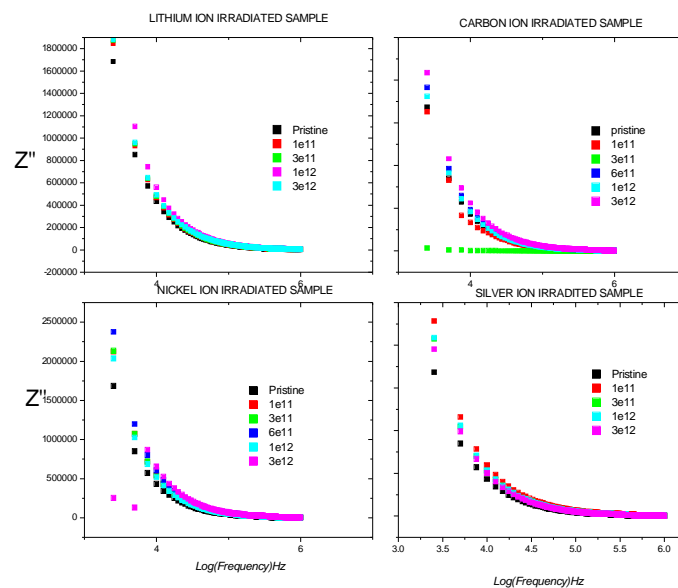 LITHIUM ION IRRADIATED SAMPLE
CARBON ION IRRADIATED SAMPLE
Z''
1800000
1600000
1400000
1200000
1000000
800000
600000
400000
200000
0
-200000
4
6
Pristine
1e11
3e11
1e12
3e12
4
6
pristine
1e11
3e11
6e11
1e12
3e12
NICKEL ION IRRADIATED SAMPLE
SILVER ION IRRADITED SAMPLE
Z''
2500000
2000000
1500000
1000000
500000
0
4
6
Pristine
1e11
3e11
6e11
1e12
3e12
Log(Frequency)Hz
Pristine
1e11
3e11
1e12
3e12
3.0 3.5 4.0 4.5 5.0 5.5 6.0
Log(Frequency)Hz